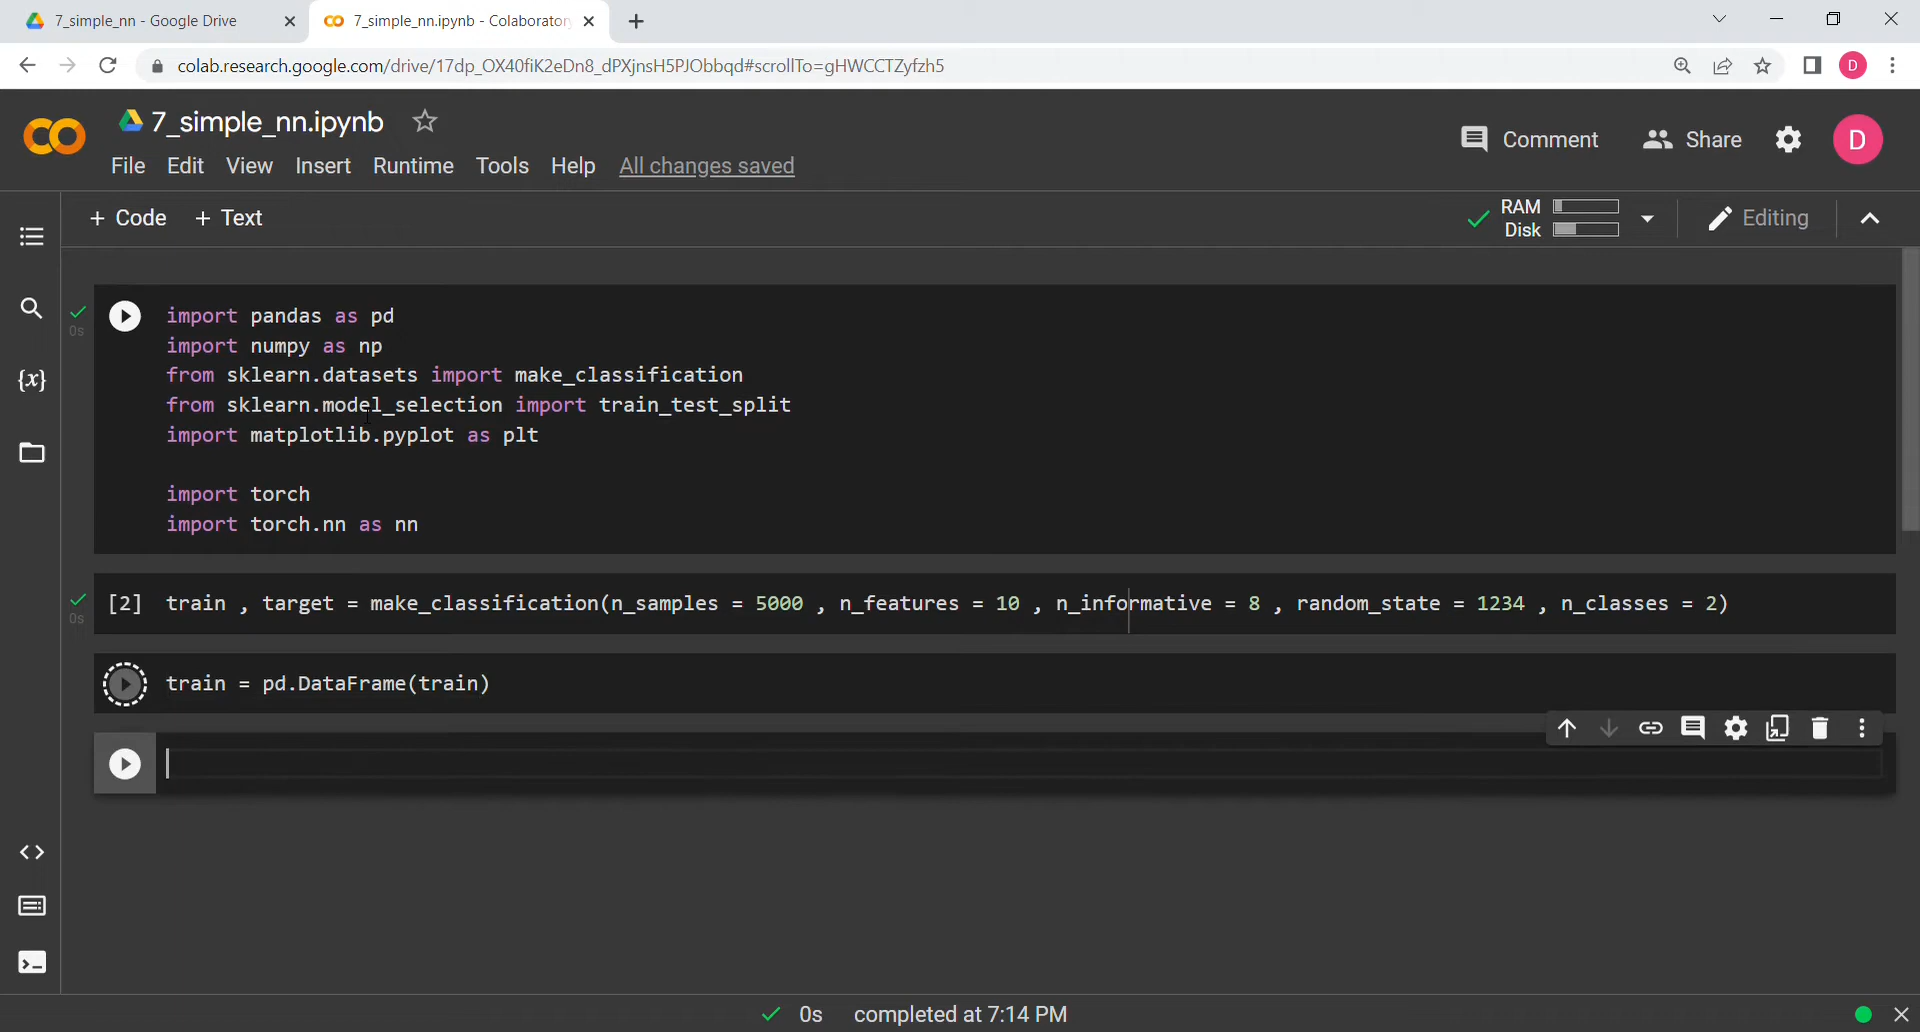 7_simple_nn - Google Drive
7_simple_nn.ipynb - Colaborator
colab.research.google.com/drive/17dp_OX40fiK2eDn8_dPXjnsH5PJObbqd#scrollTo=gHWCCTZyfzh5
D
7_simple_nn.ipynb
File Edit View Insert Runtime Tools Help All changes saved
Comment Share D
+ Code + Text
RAM
Disk
Editing
import pandas as pd
0s
import numpy as np
from sklearn.datasets import make_classification
{x}
from sklearn.model_selection import train_test_split
import matplotlib.pyplot as plt
import torch
import torch.nn as nn
[2] train , target = make_classification(n_samples = 5000 , n_features = 10 , n_informative = 8 , random_state = 1234 , n_classes = 2)
0s
train = pd.DataFrame(train)
0s completed at 7:14 PM